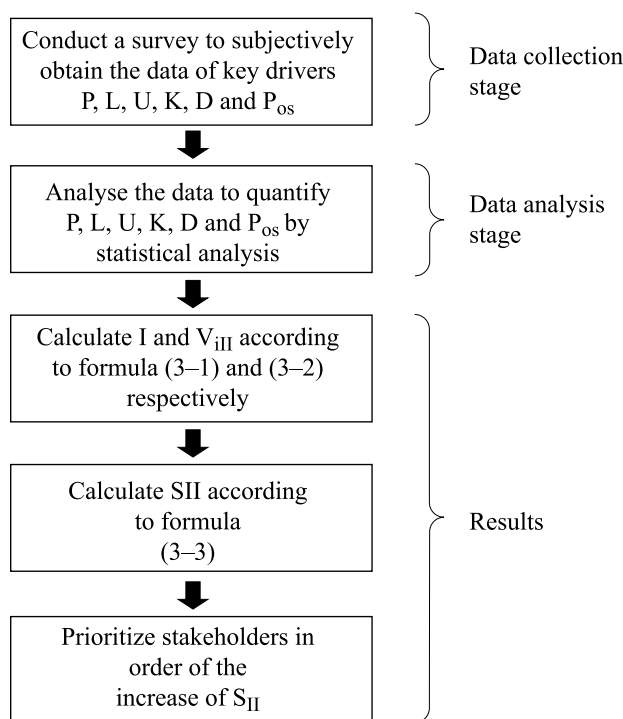 Conduct a survey to subjectively
obtain the data of key drivers
P, L, U, K, D and Pos
Data collection
stage
Analyse the data to quantify
P, L, U, K, D and Pos by
statistical analysis
Data analysis
stage
Calculate I and ViII according
to formula (3–1) and (3–2)
respectively
Calculate SII according
to formula
(3–3)
Results
Prioritize stakeholders in
order of the
increase of SII